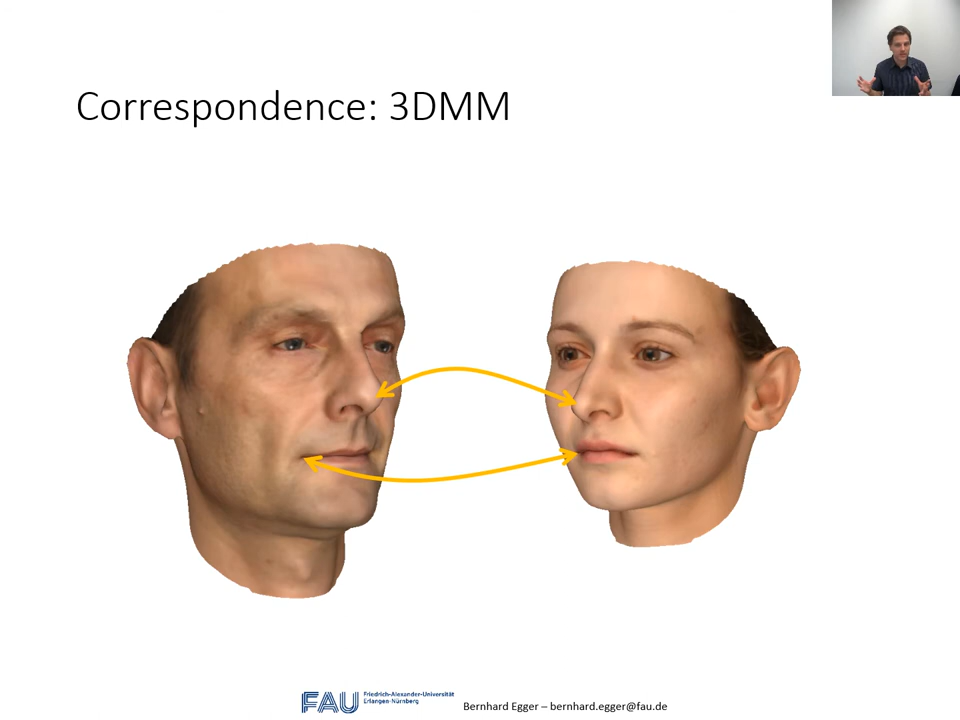 Correspondence: 3DMM
FAU Friedrich-Alexander-Universität
Erlangen-Nürnberg
Bernhard Egger – bernhard.egger@fau.de